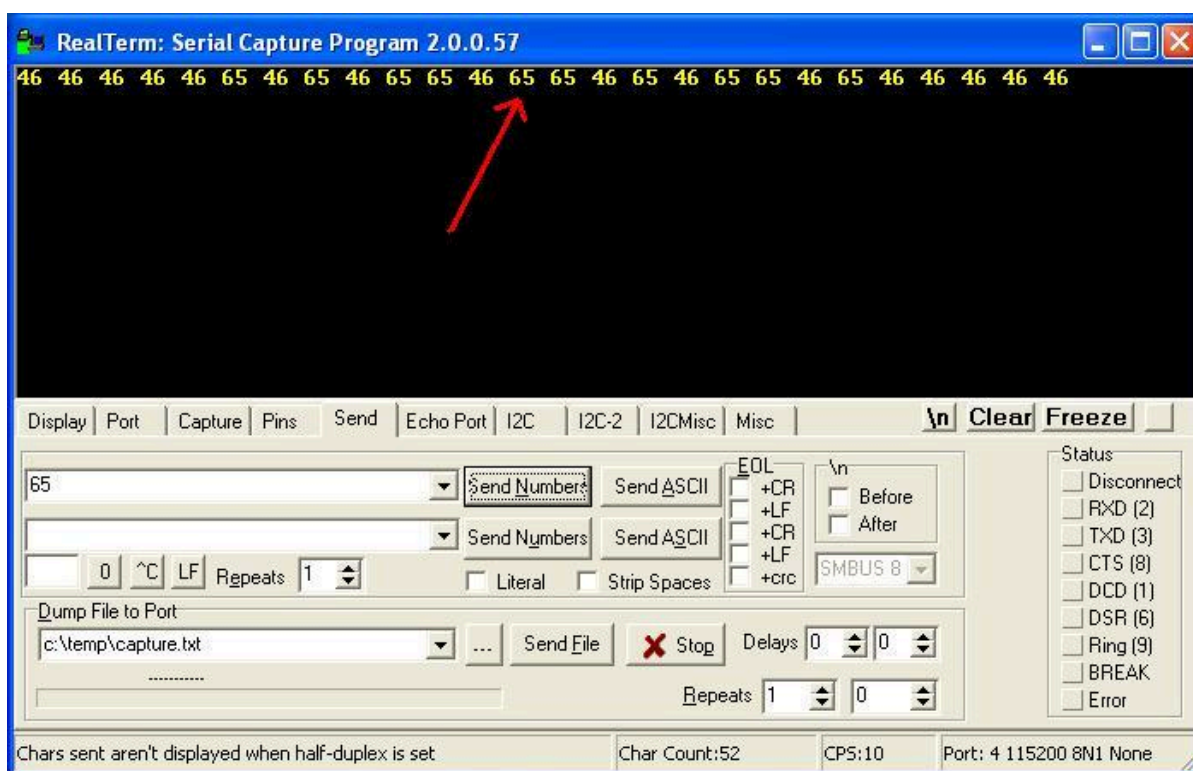 RealTerm: Serial Capture Program 2.0.0.57
46 46 46 46 46 65 46 65 46 65 65 46 65 65 46 65 46 65 65 46 65 46 46 46 46 46
Display Port Capture Pins Send Echo Port I2C I2C-2 I2CMisc Misc \n Clear Freeze
Status
EOL \n
65 Send Numbers Send ASCII +CR Before Disconnect
+LF After RXD (2)
Send Numbers Send ASCII +CR TXD (3)
+LF SMBUS 8 CTS (8)
0 ^C LF Repeats 1 Literal Strip Spaces +crc DCD (1)
Dump File to Port DSR (6)
c:\temp\capture.txt ... Send File Stop Delays 0 0 Ring (9)
----------- BREAK
Repeats 1 0 Error
Chars sent aren't displayed when half-duplex is set Char Count:52 CPS:10 Port: 4 115200 8N1 None